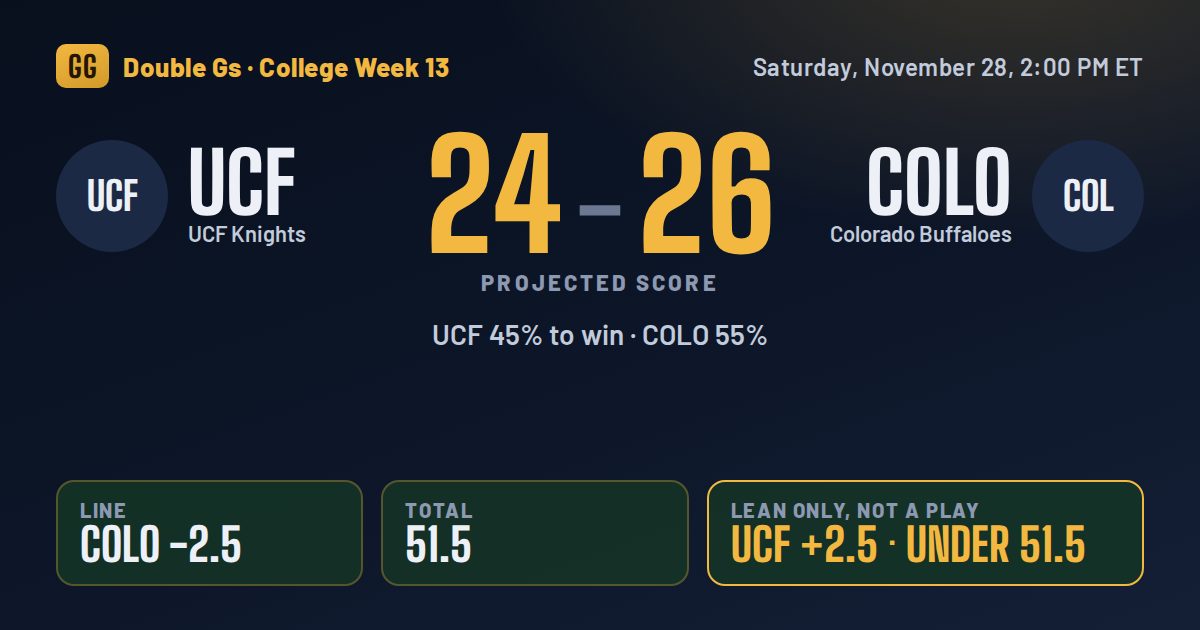 GG Double Gs · College Week 13
Saturday, November 28, 2:00 PM ET
UCF
UCF
UCF Knights
24 – 26
PROJECTED SCORE
UCF 45% to win · COLO 55%
COLO
Colorado Buffaloes
COL
LINE
COLO -2.5
TOTAL
51.5
LEAN ONLY, NOT A PLAY
UCF +2.5 · UNDER 51.5